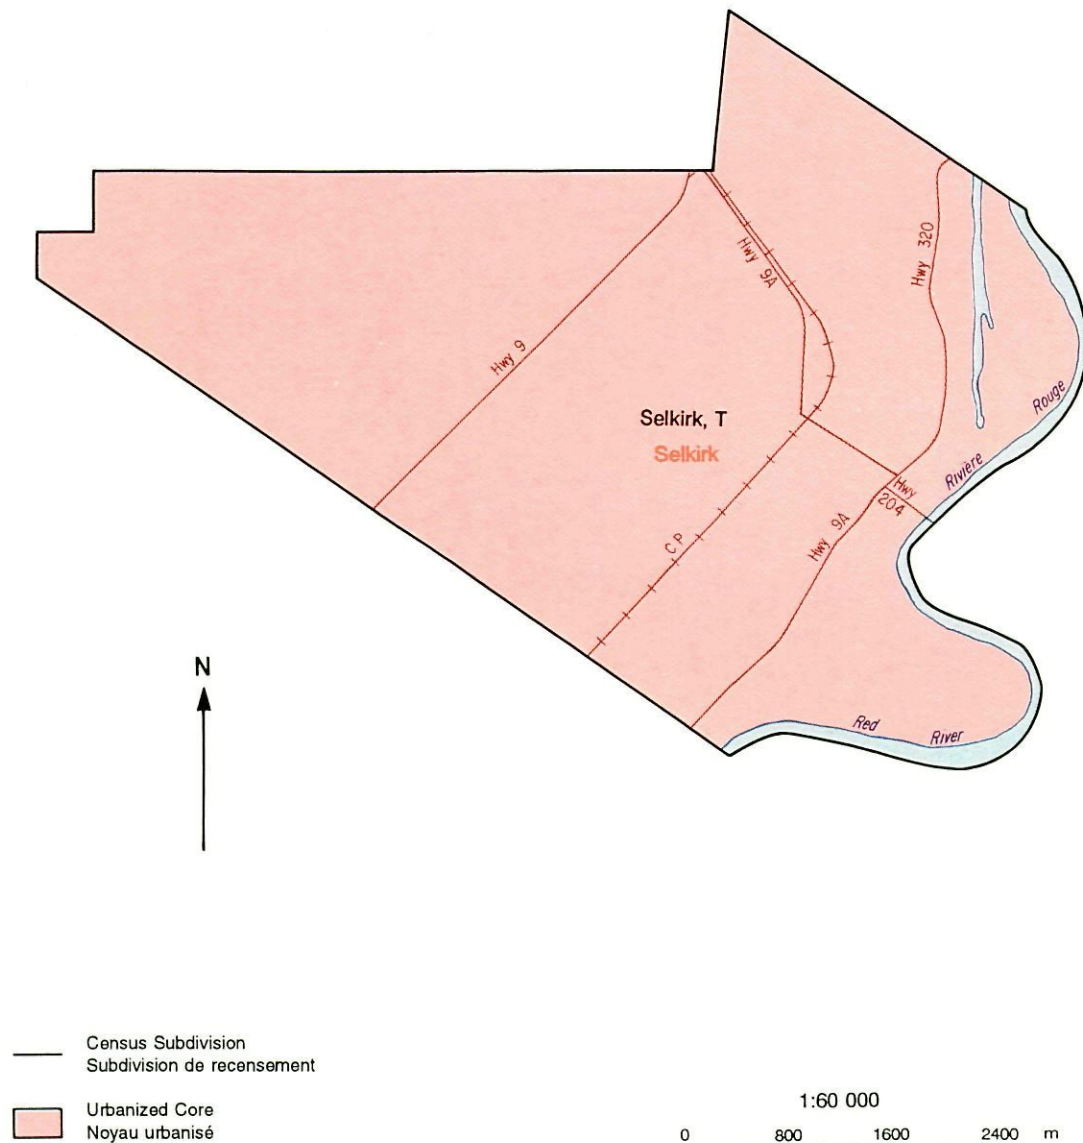 Hwy 320
Hwy 9A
Hwy 9
Rouge
Selkirk, T
Selkirk
Rivière
Hwy
204
Hwy 9A
C P
N
Red
River
Census Subdivision
Subdivision de recensement
Urbanized Core
Noyau urbanisé
1:60 000
0 800 1600 2400 m